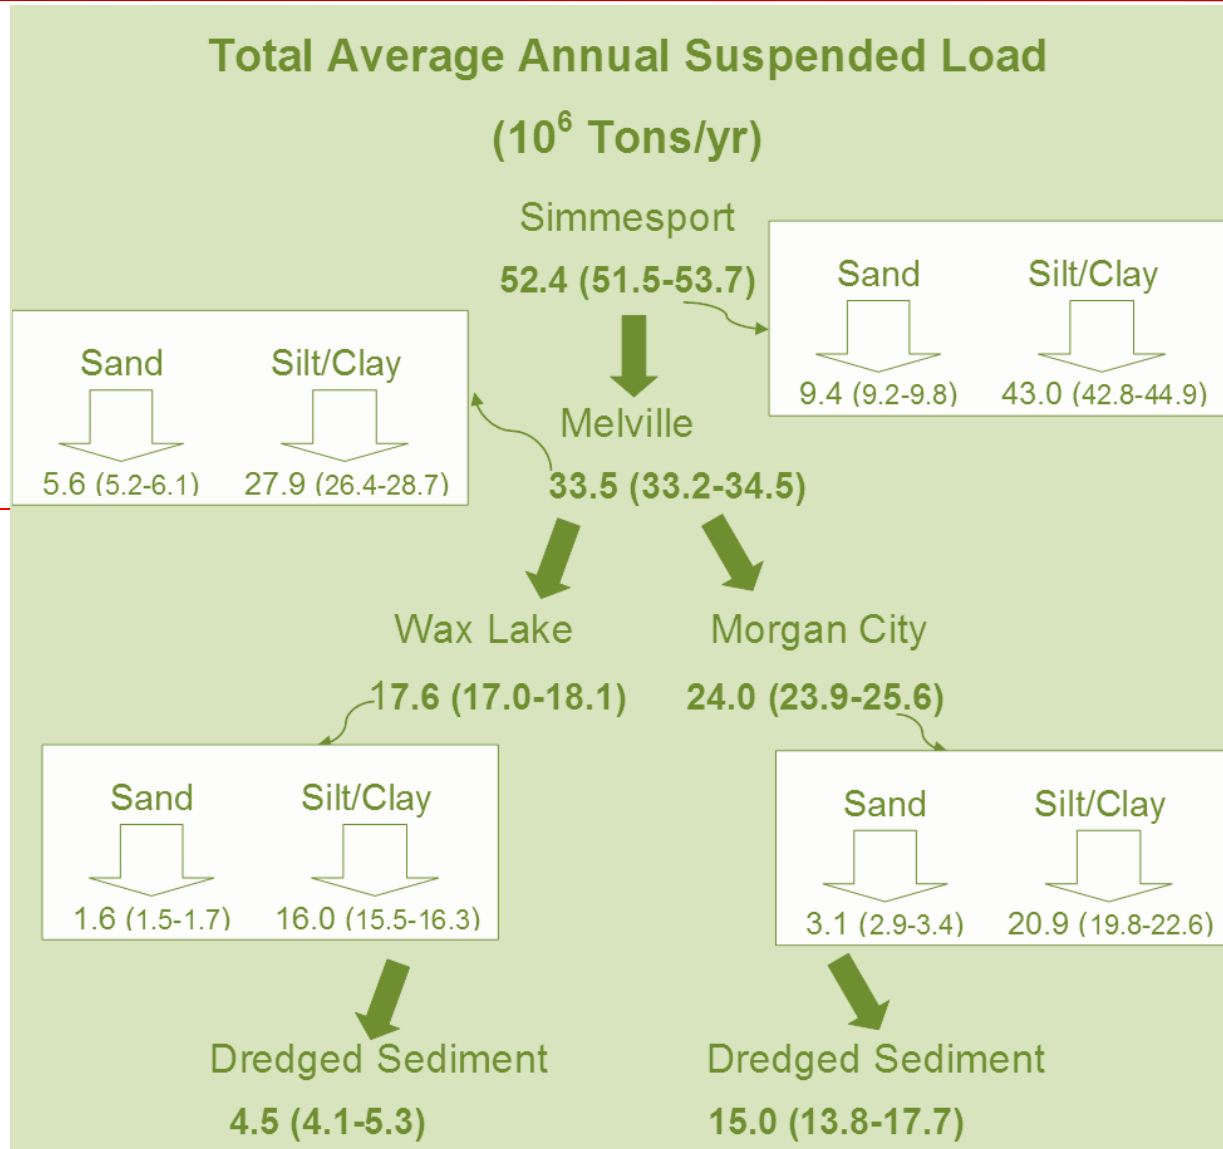 Total Average Annual Suspended Load
(10⁶ Tons/yr)
Simmesport
52.4 (51.5-53.7)
Sand Silt/Clay
9.4 (9.2-9.8) 43.0 (42.8-44.9)
Sand Silt/Clay
5.6 (5.2-6.1) 27.9 (26.4-28.7)
Melville
33.5 (33.2-34.5)
Wax Lake Morgan City
17.6 (17.0-18.1) 24.0 (23.9-25.6)
Sand Silt/Clay
1.6 (1.5-1.7) 16.0 (15.5-16.3)
Sand Silt/Clay
3.1 (2.9-3.4) 20.9 (19.8-22.6)
Dredged Sediment Dredged Sediment
4.5 (4.1-5.3) 15.0 (13.8-17.7)